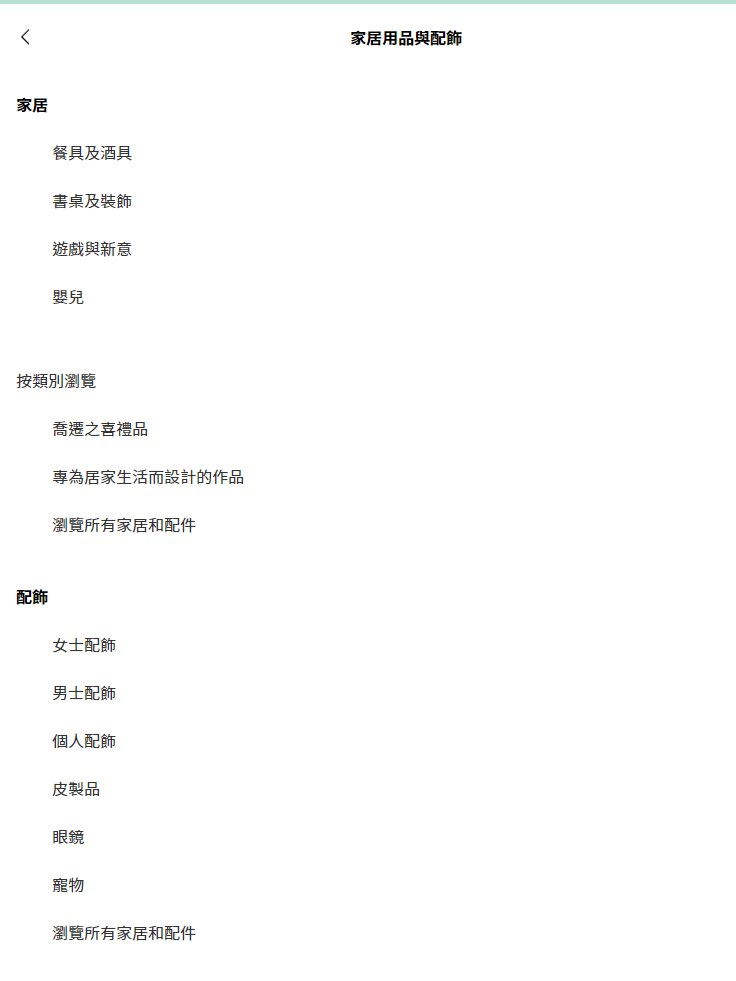 家居用品與配飾
家居
餐具及酒具
書桌及裝飾
遊戲與新意
嬰兒
按類別瀏覽
喬遷之喜禮品
專為居家生活而設計的作品
瀏覽所有家居和配件
配飾
女士配飾
男士配飾
個人配飾
皮製品
眼鏡
寵物
瀏覽所有家居和配件